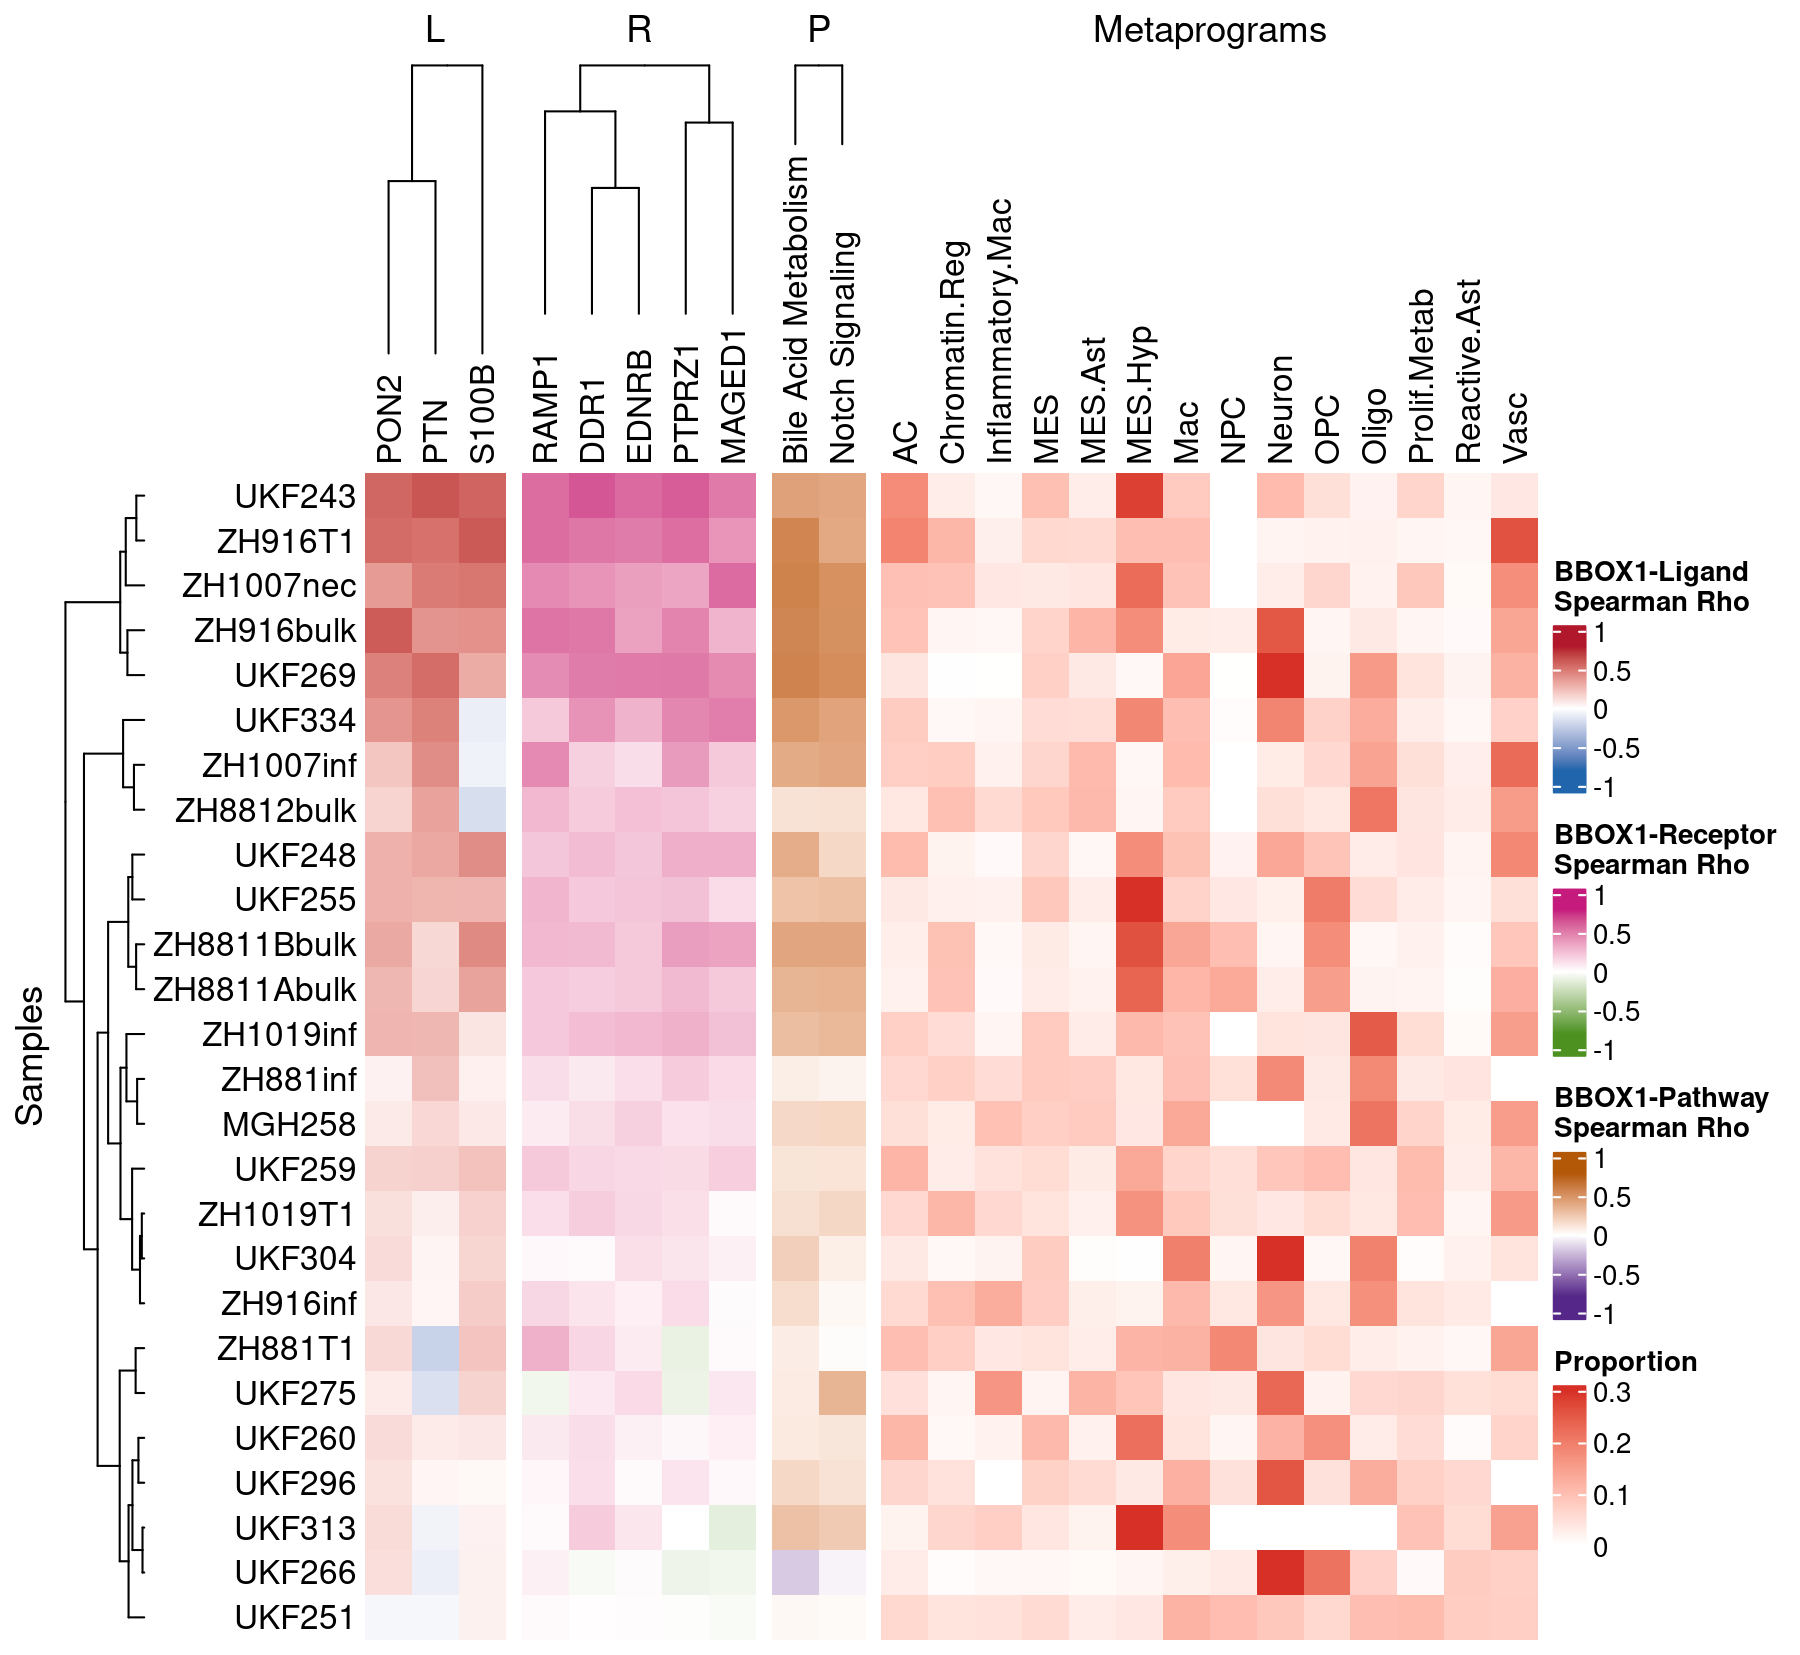 L
R
P
Metaprograms
PON2
PTN
S100B
RAMP1
DDR1
EDNRB
PTPRZ1
MAGED1
Bile Acid Metabolism
Notch Signaling
AC
Chromatin.Reg
Inflammatory.Mac
MES
MES.Ast
MES.Hyp
Mac
NPC
Neuron
OPC
Oligo
Prolif.Metab
Reactive.Ast
Vasc
Samples
UKF243
ZH916T1
ZH1007nec
ZH916bulk
UKF269
UKF334
ZH1007inf
ZH8812bulk
UKF248
UKF255
ZH8811Bbulk
ZH8811Abulk
ZH1019inf
ZH881inf
MGH258
UKF259
ZH1019T1
UKF304
ZH916inf
ZH881T1
UKF275
UKF260
UKF296
UKF313
UKF266
UKF251
BBOX1-Ligand
Spearman Rho
1
0.5
0
-0.5
-1
BBOX1-Receptor
Spearman Rho
1
0.5
0
-0.5
-1
BBOX1-Pathway
Spearman Rho
1
0.5
0
-0.5
-1
Proportion
0.3
0.2
0.1
0